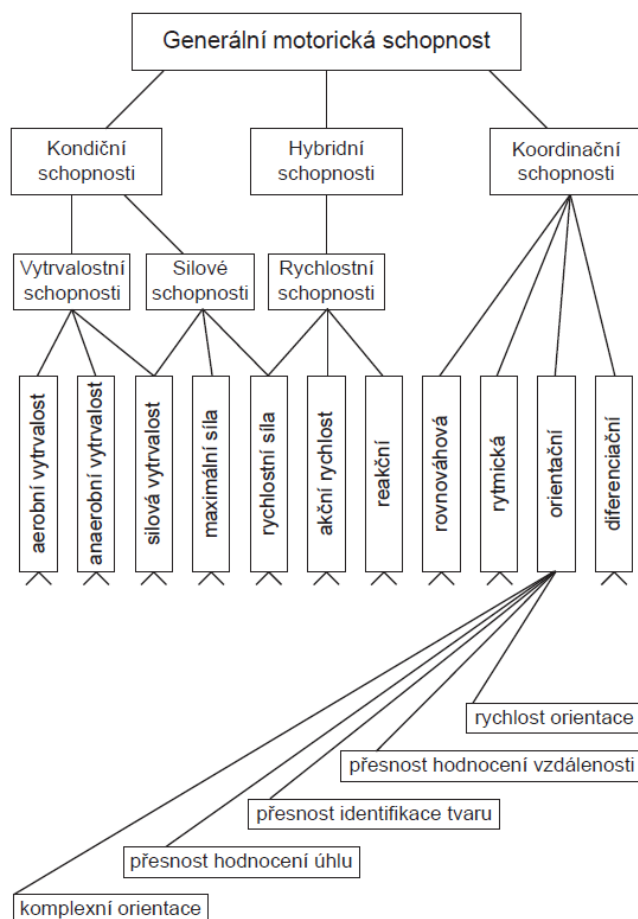 Generální motorická schopnost
Kondiční
schopnosti
Hybridní
schopnosti
Koordinační
schopnosti
Vytrvalostní
schopnosti
Silové
schopnosti
Rychlostní
schopnosti
aerobní vytrvalost
anaerobní vytrvalost
silová vytrvalost
maximální síla
rychlostní síla
akční rychlost
reakční
rovnováhová
rytmická
orientační
diferenciační
rychlost orientace
přesnost hodnocení vzdálenosti
přesnost identifikace tvaru
přesnost hodnocení úhlu
komplexní orientace